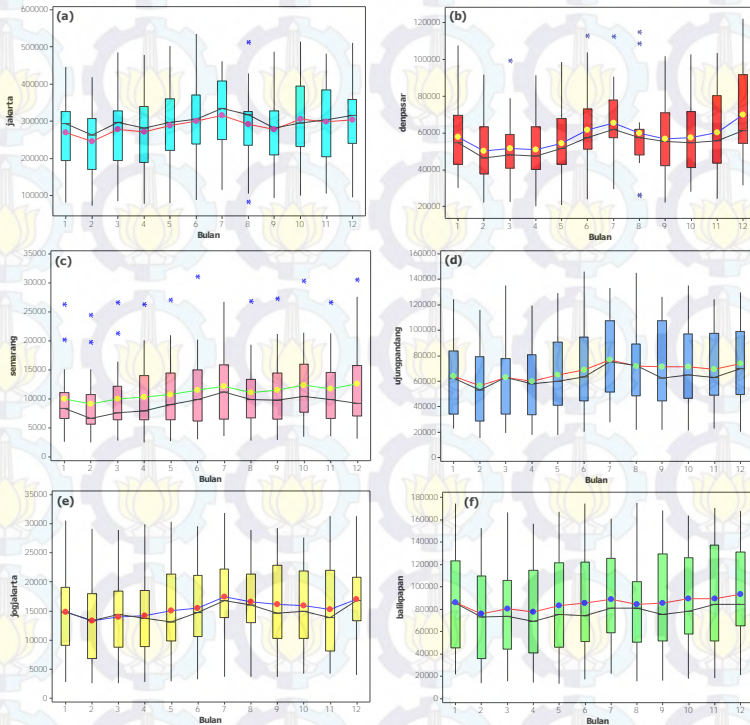 (a)
600000
500000
400000
300000
200000
100000
jakarta
1 2 3 4 5 6 7 8 9 10 11 12
Bulan
(b)
120000
100000
80000
60000
40000
20000
denpasar
1 2 3 4 5 6 7 8 9 10 11 12
Bulan
(c)
35000
30000
25000
20000
15000
10000
5000
0
semarang
1 2 3 4 5 6 7 8 9 10 11 12
Bulan
(d)
160000
140000
120000
100000
80000
60000
40000
20000
0
ujungpandang
1 2 3 4 5 6 7 8 9 10 11 12
Bulan
(e)
35000
30000
25000
20000
15000
10000
5000
0
jogjakarta
1 2 3 4 5 6 7 8 9 10 11 12
Bulan
(f)
180000
160000
140000
120000
100000
80000
60000
40000
20000
0
balikpapan
1 2 3 4 5 6 7 8 9 10 11 12
Bulan